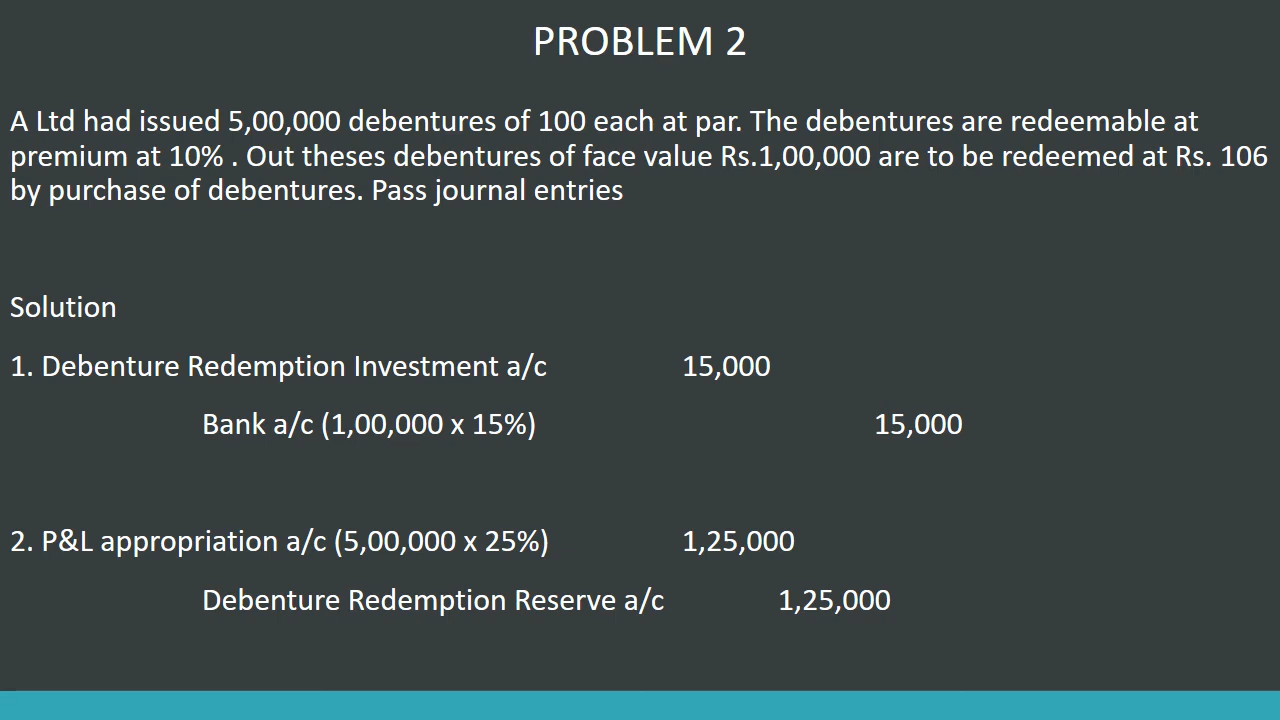 PROBLEM 2
A Ltd had issued 5,00,000 debentures of 100 each at par. The debentures are redeemable at
premium at 10% . Out theses debentures of face value Rs.1,00,000 are to be redeemed at Rs. 106
by purchase of debentures. Pass journal entries
Solution
1. Debenture Redemption Investment a/c 15,000
Bank a/c (1,00,000 x 15%) 15,000
2. P&L appropriation a/c (5,00,000 x 25%) 1,25,000
Debenture Redemption Reserve a/c 1,25,000